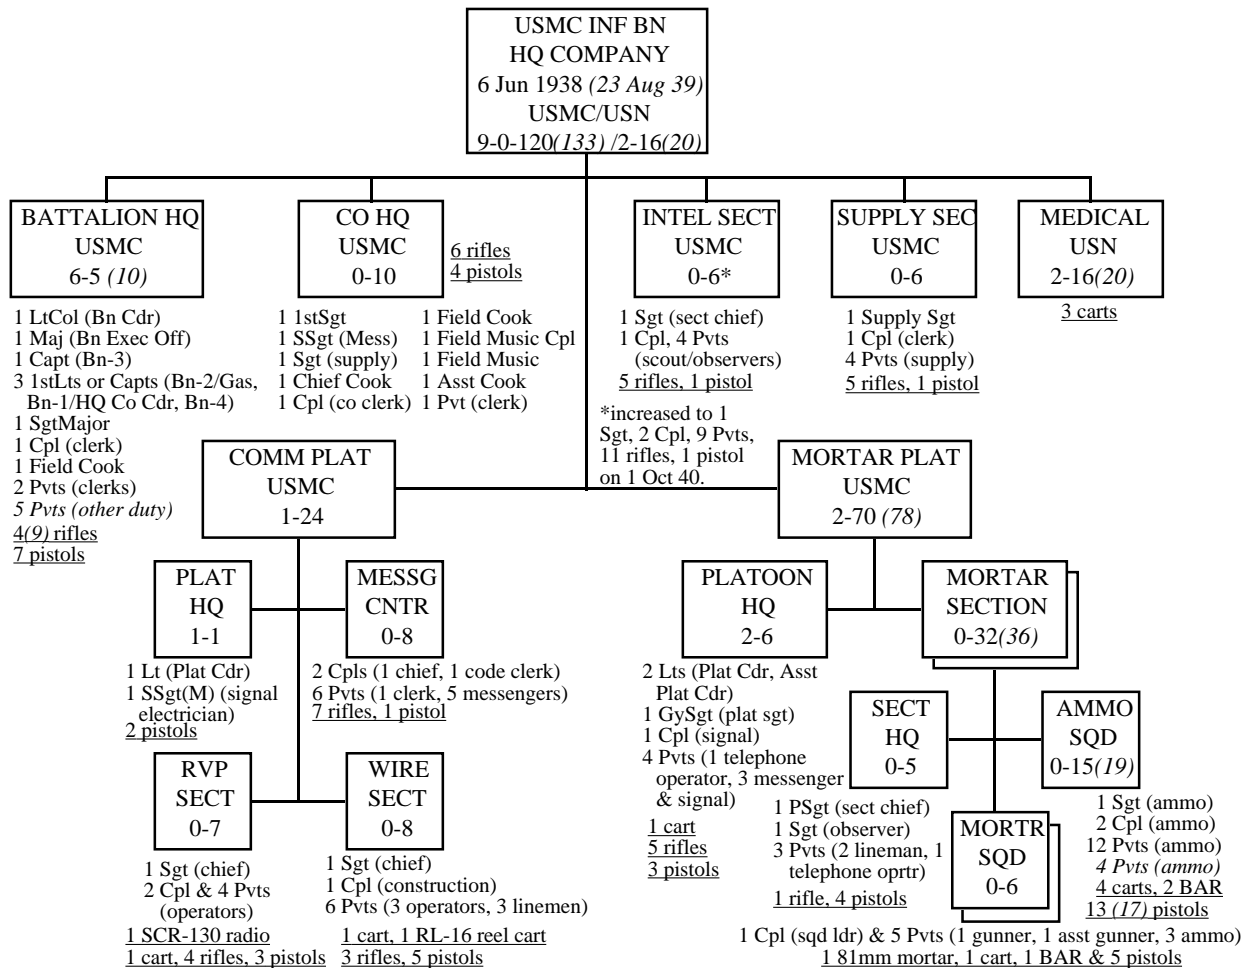 USMC INF BN
HQ COMPANY
6 Jun 1938 (23 Aug 39)
USMC/USN
9-0-120(133) /2-16(20)
BATTALION HQ
USMC
6-5 (10)
1 LtCol (Bn Cdr)
1 Maj (Bn Exec Off)
1 Capt (Bn-3)
3 1stLts or Capts (Bn-2/Gas,
Bn-1/HQ Co Cdr, Bn-4)
1 SgtMajor
1 Cpl (clerk)
1 Field Cook
2 Pvts (clerks)
5 Pvts (other duty)
4(9) rifles
7 pistols
CO HQ
USMC
0-10
6 rifles
4 pistols
1 1stSgt
1 SSgt (Mess)
1 Sgt (supply)
1 Chief Cook
1 Cpl (co clerk)
1 Field Cook
1 Field Music Cpl
1 Field Music
1 Asst Cook
1 Pvt (clerk)
INTEL SECT
USMC
0-6*
1 Sgt (sect chief)
1 Cpl, 4 Pvts
(scout/observers)
5 rifles, 1 pistol
*increased to 1
Sgt, 2 Cpl, 9 Pvts,
11 rifles, 1 pistol
on 1 Oct 40.
SUPPLY SEC
USMC
0-6
1 Supply Sgt
1 Cpl (clerk)
4 Pvts (supply)
5 rifles, 1 pistol
MEDICAL
USN
2-16(20)
3 carts
COMM PLAT
USMC
1-24
PLAT
HQ
1-1
1 Lt (Plat Cdr)
1 SSgt(M) (signal
electrician)
2 pistols
MESSG
CNTR
0-8
2 Cpls (1 chief, 1 code clerk)
6 Pvts (1 clerk, 5 messengers)
7 rifles, 1 pistol
RVP
SECT
0-7
1 Sgt (chief)
2 Cpl & 4 Pvts
(operators)
1 SCR-130 radio
1 cart, 4 rifles, 3 pistols
WIRE
SECT
0-8
1 Sgt (chief)
1 Cpl (construction)
6 Pvts (3 operators, 3 linemen)
1 cart, 1 RL-16 reel cart
3 rifles, 5 pistols
MORTAR PLAT
USMC
2-70 (78)
PLATOON
HQ
2-6
2 Lts (Plat Cdr, Asst
Plat Cdr)
1 GySgt (plat sgt)
1 Cpl (signal)
4 Pvts (1 telephone
operator, 3 messenger
& signal)
1 cart
5 rifles
3 pistols
MORTAR
SECTION
0-32(36)
SECT
HQ
0-5
1 PSgt (sect chief)
1 Sgt (observer)
3 Pvts (2 lineman, 1
telephone oprtr)
1 rifle, 4 pistols
AMMO
SQD
0-15(19)
1 Sgt (ammo)
2 Cpl (ammo)
12 Pvts (ammo)
4 Pvts (ammo)
4 carts, 2 BAR
13 (17) pistols
MORTR
SQD
0-6
1 Cpl (sqd ldr) & 5 Pvts (1 gunner, 1 asst gunner, 3 ammo)
1 81mm mortar, 1 cart, 1 BAR & 5 pistols